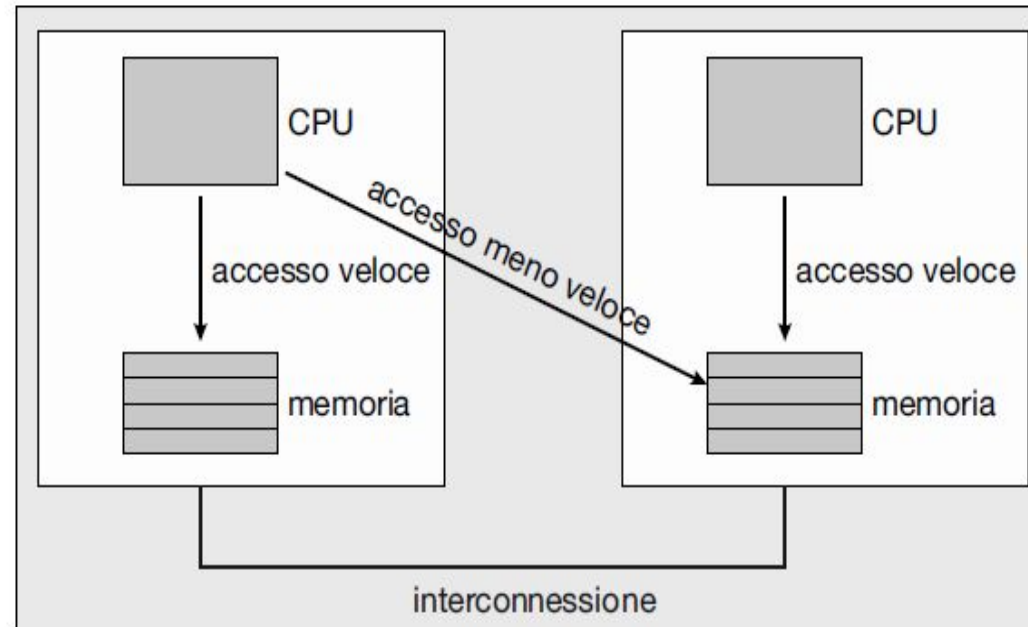 CPU
CPU
accesso meno veloce
accesso veloce
accesso veloce
memoria
memoria
interconnessione